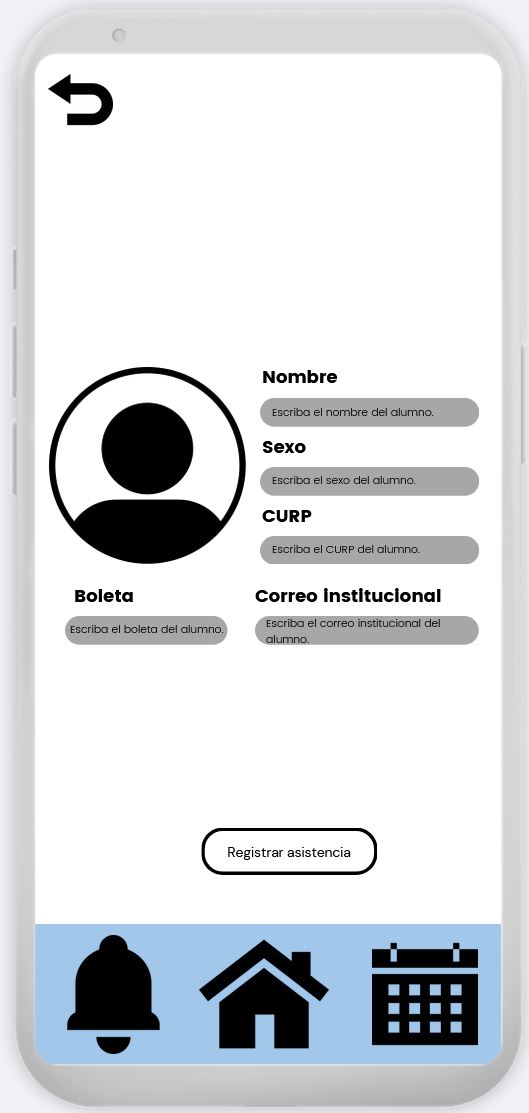 Nombre
Escriba el nombre del alumno.
Sexo
Escriba el sexo del alumno.
CURP
Escriba el CURP del alumno.
Boleta
Escriba el boleta del alumno.
Correo institucional
Escriba el correo institucional del
alumno.
Registrar asistencia